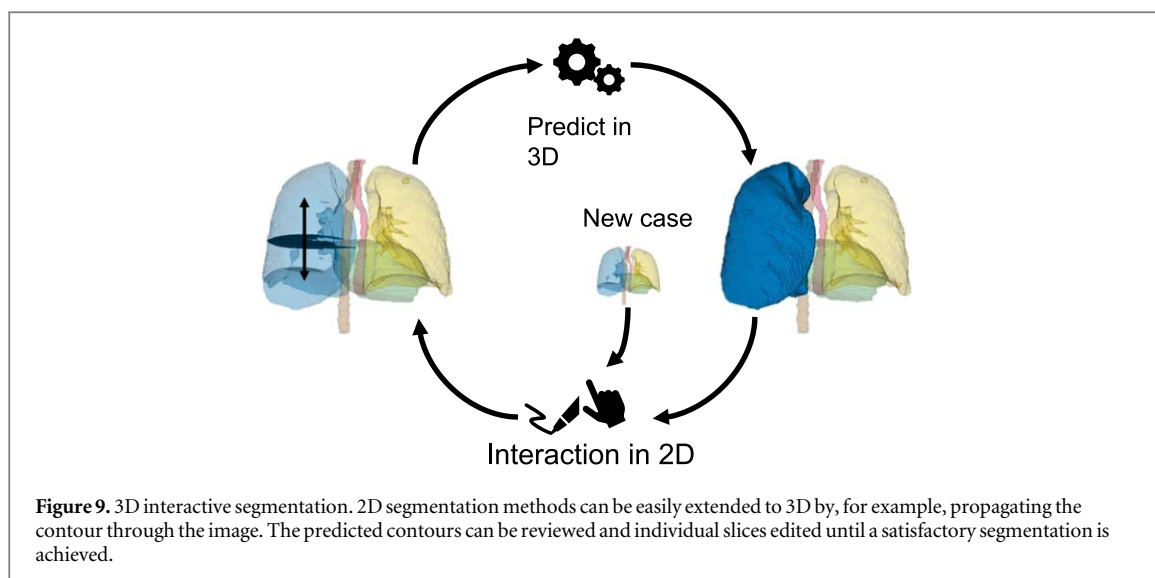 Predict in
3D
New case
Interaction in 2D
Figure 9. 3D interactive segmentation. 2D segmentation methods can be easily extended to 3D by, for example, propagating the
contour through the image. The predicted contours can be reviewed and individual slices edited until a satisfactory segmentation is
achieved.